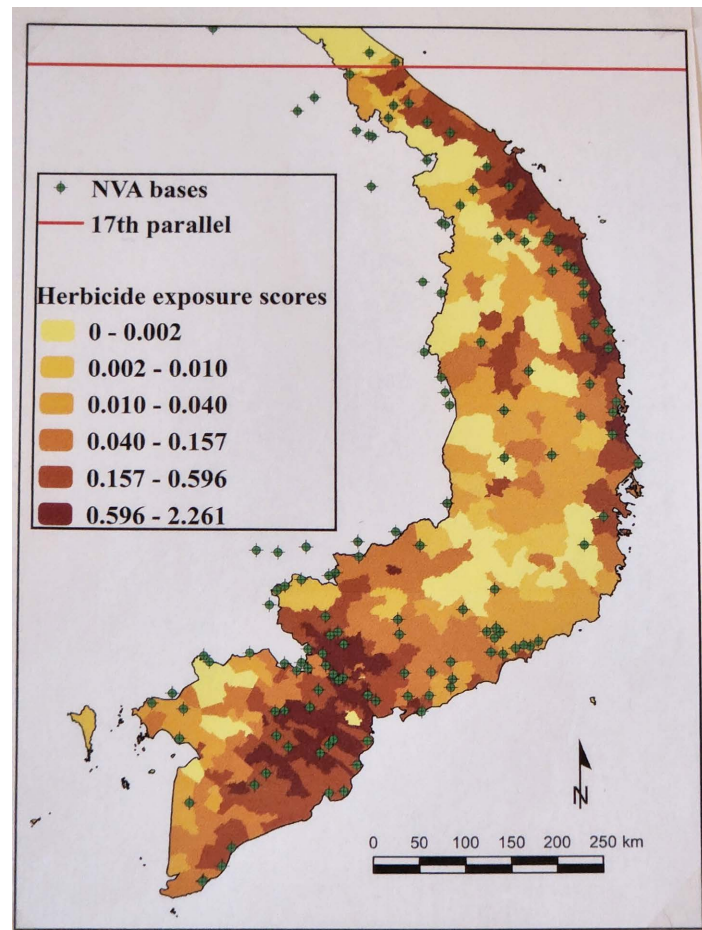 NVA bases
17th parallel
Herbicide exposure scores
0 - 0.002
0.002 - 0.010
0.010 - 0.040
0.040 - 0.157
0.157 - 0.596
0.596 - 2.261
N
0 50 100 150 200 250 km